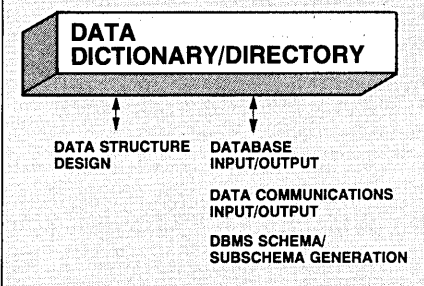 DATA
DICTIONARY/DIRECTORY
DATA STRUCTURE
DESIGN
DATABASE
INPUT/OUTPUT
DATA COMMUNICATIONS
INPUT/OUTPUT
DBMS SCHEMA/
SUBSCHEMA GENERATION